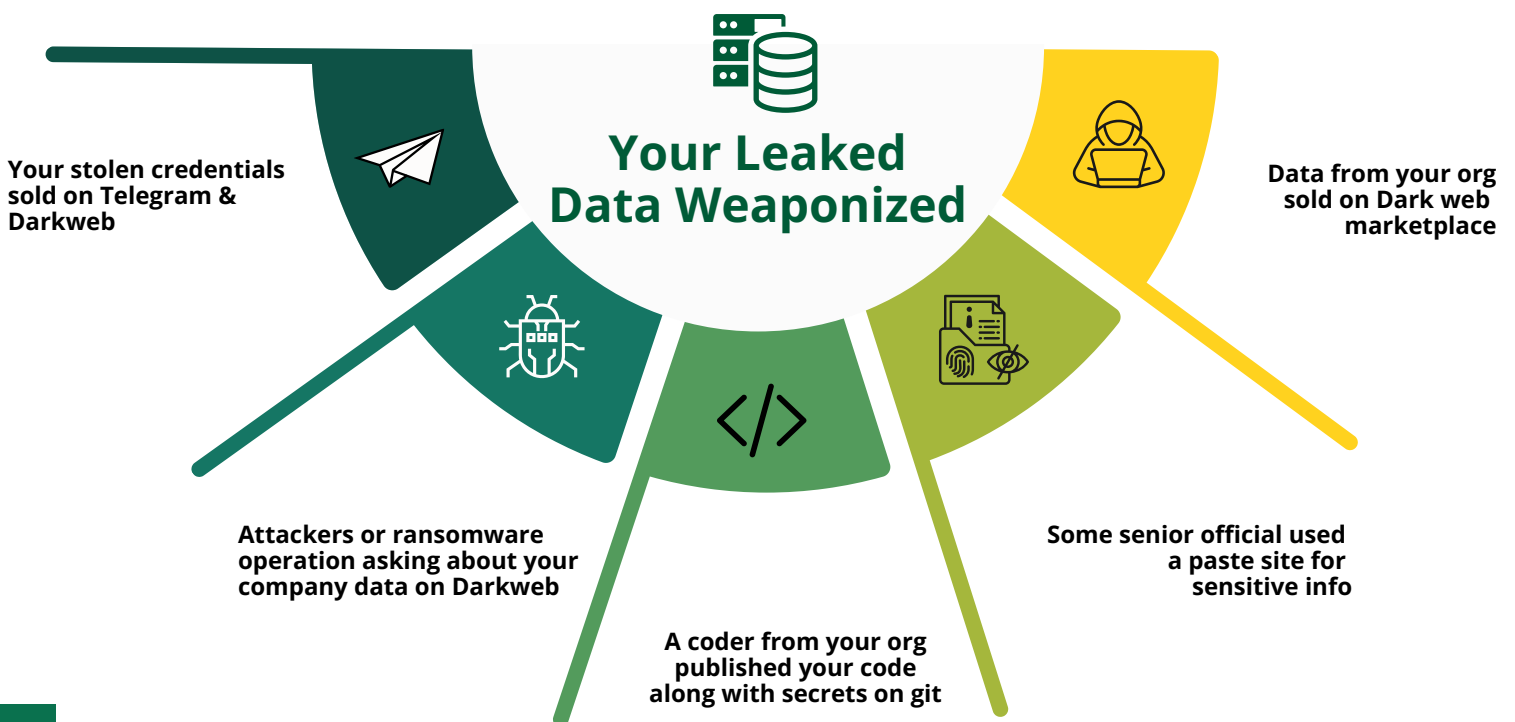 Your Leaked
Data Weaponized
Your stolen credentials
sold on Telegram &
Darkweb
Attackers or ransomware
operation asking about your
company data on Darkweb
A coder from your org
published your code
along with secrets on git
Some senior official used
a paste site for
sensitive info
Data from your org
sold on Dark web
marketplace